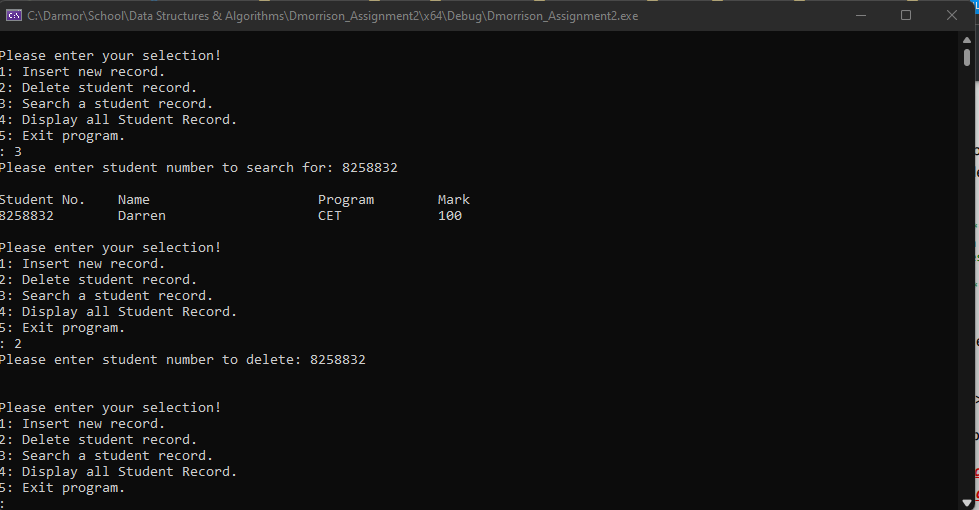 C:\Darmor\School\Data Structures & Algorithms\Dmorrison_Assignment2\x64\Debug\Dmorrison_Assignment2.exe
Please enter your selection!
1: Insert new record.
2: Delete student record.
3: Search a student record.
4: Display all Student Record.
5: Exit program.
: 3
Please enter student number to search for: 8258832
Student No. Name Program Mark
8258832 Darren CET 100
Please enter your selection!
1: Insert new record.
2: Delete student record.
3: Search a student record.
4: Display all Student Record.
5: Exit program.
: 2
Please enter student number to delete: 8258832
Please enter your selection!
1: Insert new record.
2: Delete student record.
3: Search a student record.
4: Display all Student Record.
5: Exit program.
: